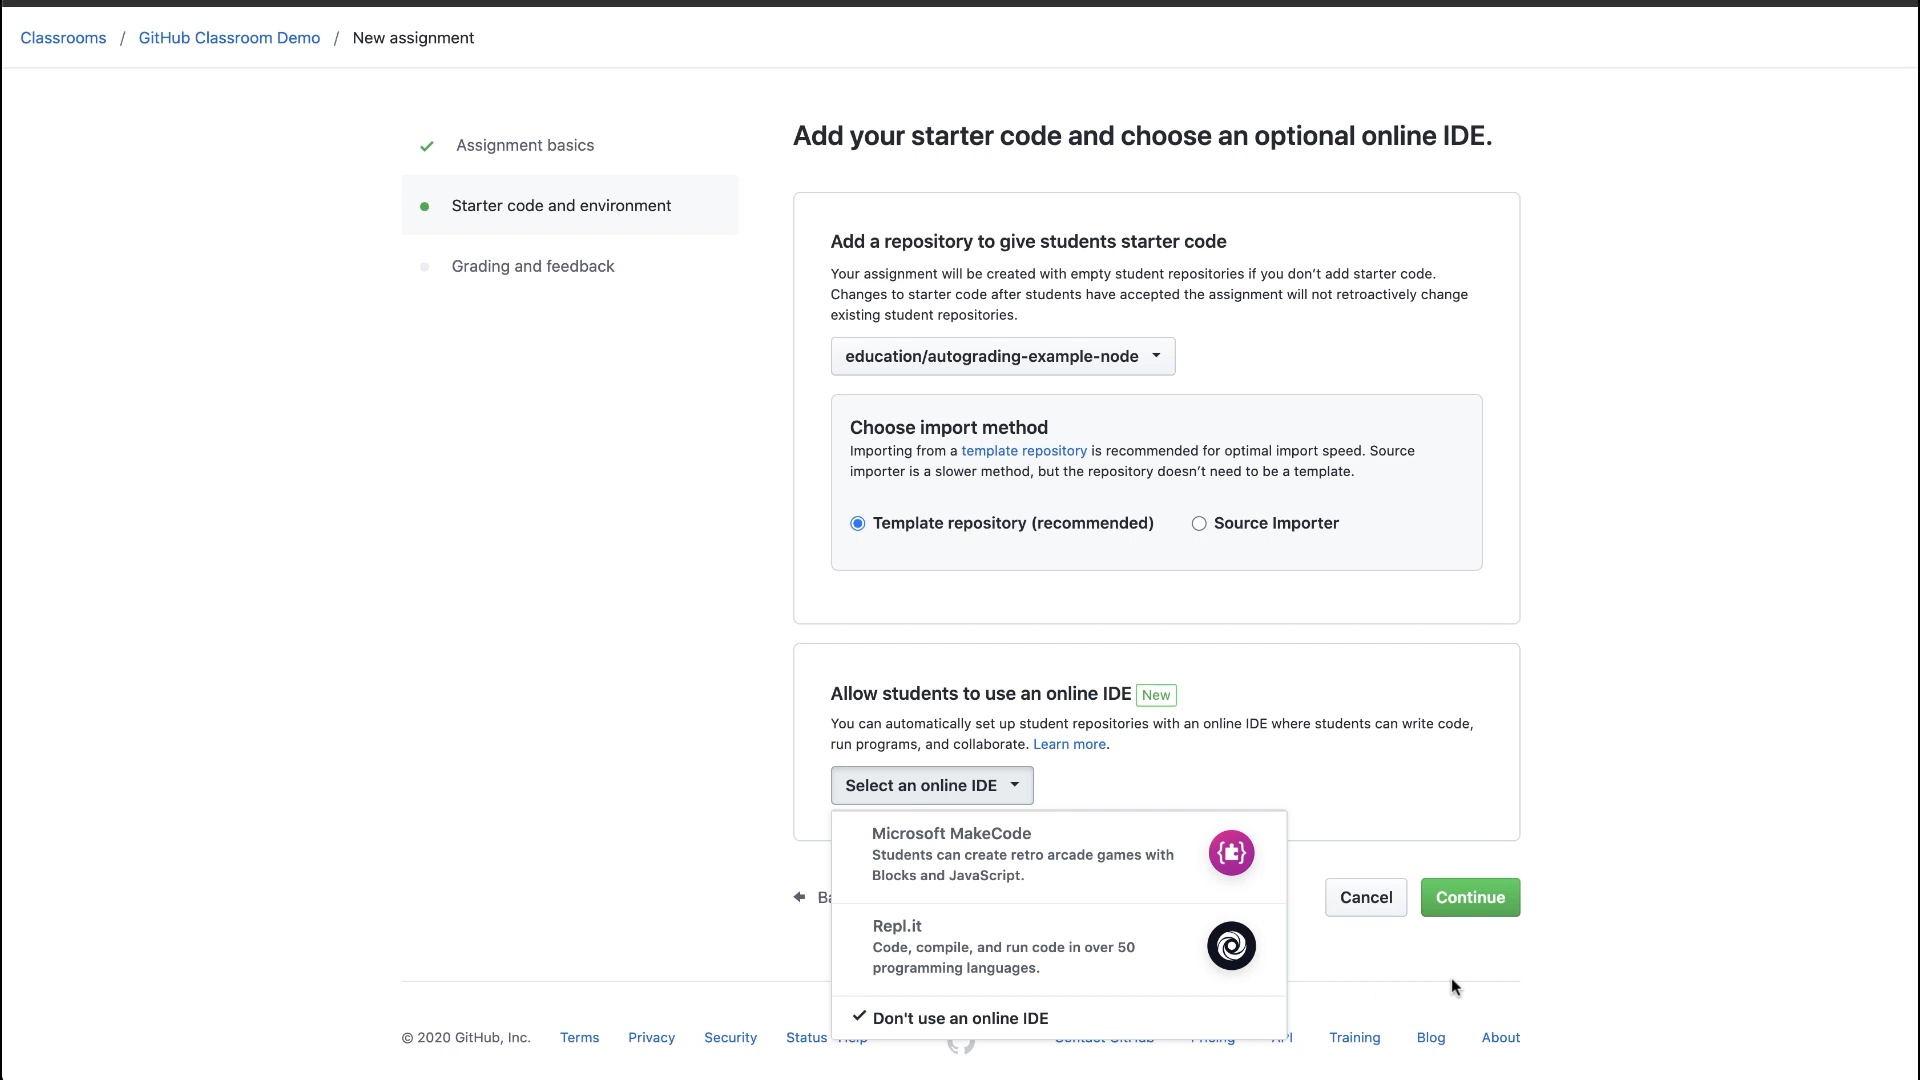 Classrooms / GitHub Classroom Demo / New assignment
Assignment basics
Starter code and environment
Grading and feedback
Add your starter code and choose an optional online IDE.
Add a repository to give students starter code
Your assignment will be created with empty student repositories if you don’t add starter code.
Changes to starter code after students have accepted the assignment will not retroactively change
existing student repositories.
education/autograding-example-node
Choose import method
Importing from a template repository is recommended for optimal import speed. Source
importer is a slower method, but the repository doesn’t need to be a template.
Template repository (recommended) Source Importer
Allow students to use an online IDE New
You can automatically set up student repositories with an online IDE where students can write code,
run programs, and collaborate. Learn more.
Select an online IDE
Microsoft MakeCode
Students can create retro arcade games with
Blocks and JavaScript.
Cancel Continue
Repl.it
Code, compile, and run code in over 50
programming languages.
Don't use an online IDE
© 2020 GitHub, Inc. Terms Privacy Security Status Help Contact GitHub Pricing API Training Blog About